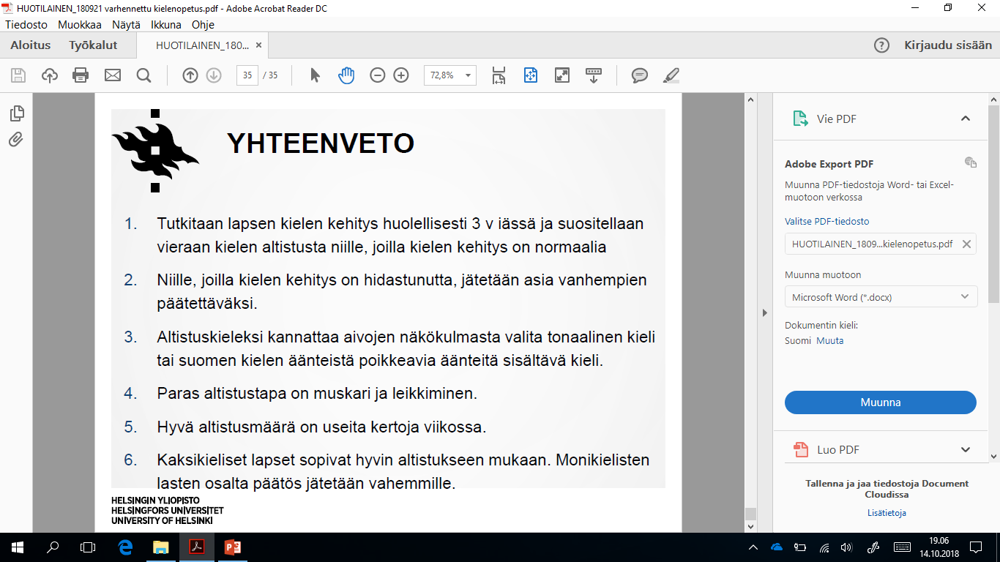 HUOTILAINEN_180921 varhennettu kielenopetus.pdf - Adobe Acrobat Reader DC
Tiedosto Muokkaa Näytä Ikkuna Ohje
Aloitus Työkalut HUOTILAINEN_180... Kirjaudu sisään
35 / 35 72,8%
YHTEENVETO
1. Tutkitaan lapsen kielen kehitys huolellisesti 3 v iässä ja suositellaan
vieraan kielen altistusta niille, joilla kielen kehitys on normaalia
2. Niille, joilla kielen kehitys on hidastunutta, jätetään asia vanhempien
päätettäväksi.
3. Altistuskieleksi kannattaa aivojen näkökulmasta valita tonaalinen kieli
tai suomen kielen äänteistä poikkeavia äänteitä sisältävä kieli.
4. Paras altistustapa on muskari ja leikkiminen.
5. Hyvä altistusmäärä on useita kertoja viikossa.
6. Kaksikieliset lapset sopivat hyvin altistukseen mukaan. Monikielisten
lasten osalta päätös jätetään vahemmille.
HELSINGIN YLIOPISTO
HELSINGFORS UNIVERSITET
UNIVERSITY OF HELSINKI
Vie PDF
Adobe Export PDF
Muunna PDF-tiedostoja Word- tai Excel-
muotoon verkossa
Valitse PDF-tiedosto
HUOTILAINEN_1809...kielenopetus.pdf
Muunna muotoon
Microsoft Word (*.docx)
Dokumentin kieli:
Suomi Muuta
Muunna
Luo PDF
Tallenna ja jaa tiedostoja Document
Cloudissa
Lisätietoja
19.06
14.10.2018